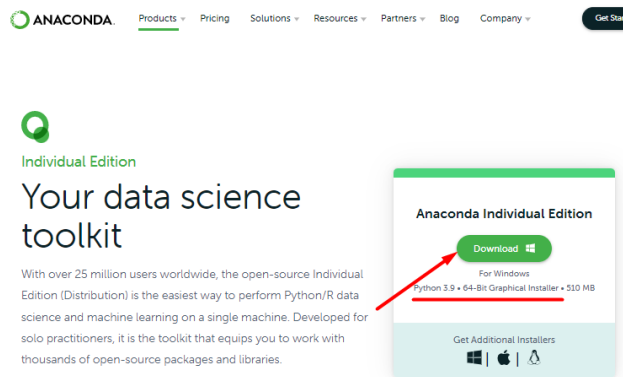 ANACONDA.
Products Pricing Solutions Resources Partners Blog Company
Individual Edition
Your data science
toolkit
With over 25 million users worldwide, the open-source Individual
Edition (Distribution) is the easiest way to perform Python/R data
science and machine learning on a single machine. Developed for
solo practitioners, it is the toolkit that equips you to work with
thousands of open-source packages and libraries.
Anaconda Individual Edition
Download
For Windows
Python 3.9 • 64-Bit Graphical Installer • 510 MB
Get Additional Installers